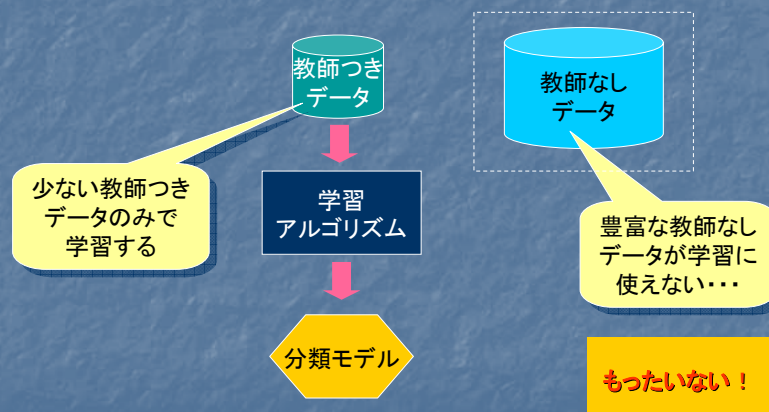 教師つき
データ
教師なし
データ
少ない教師つき
データのみで
学習する
学習
アルゴリズム
豊富な教師なし
データが学習に
使えない・・・
分類モデル
もったいない！